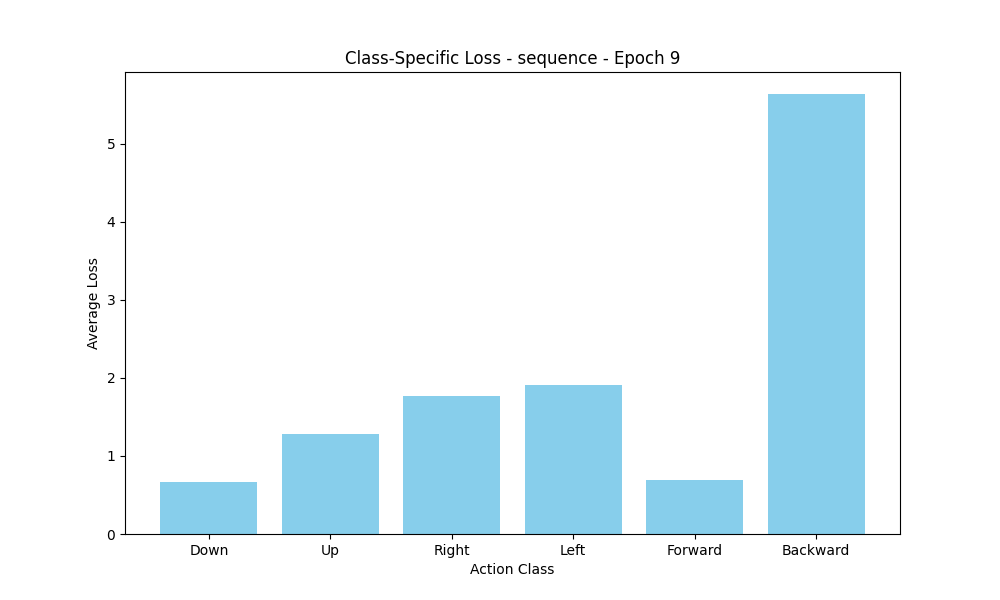 Class-Specific Loss - sequence - Epoch 9
5
4
3
2
1
0
Average Loss
Down Up Right Left Forward Backward
Action Class